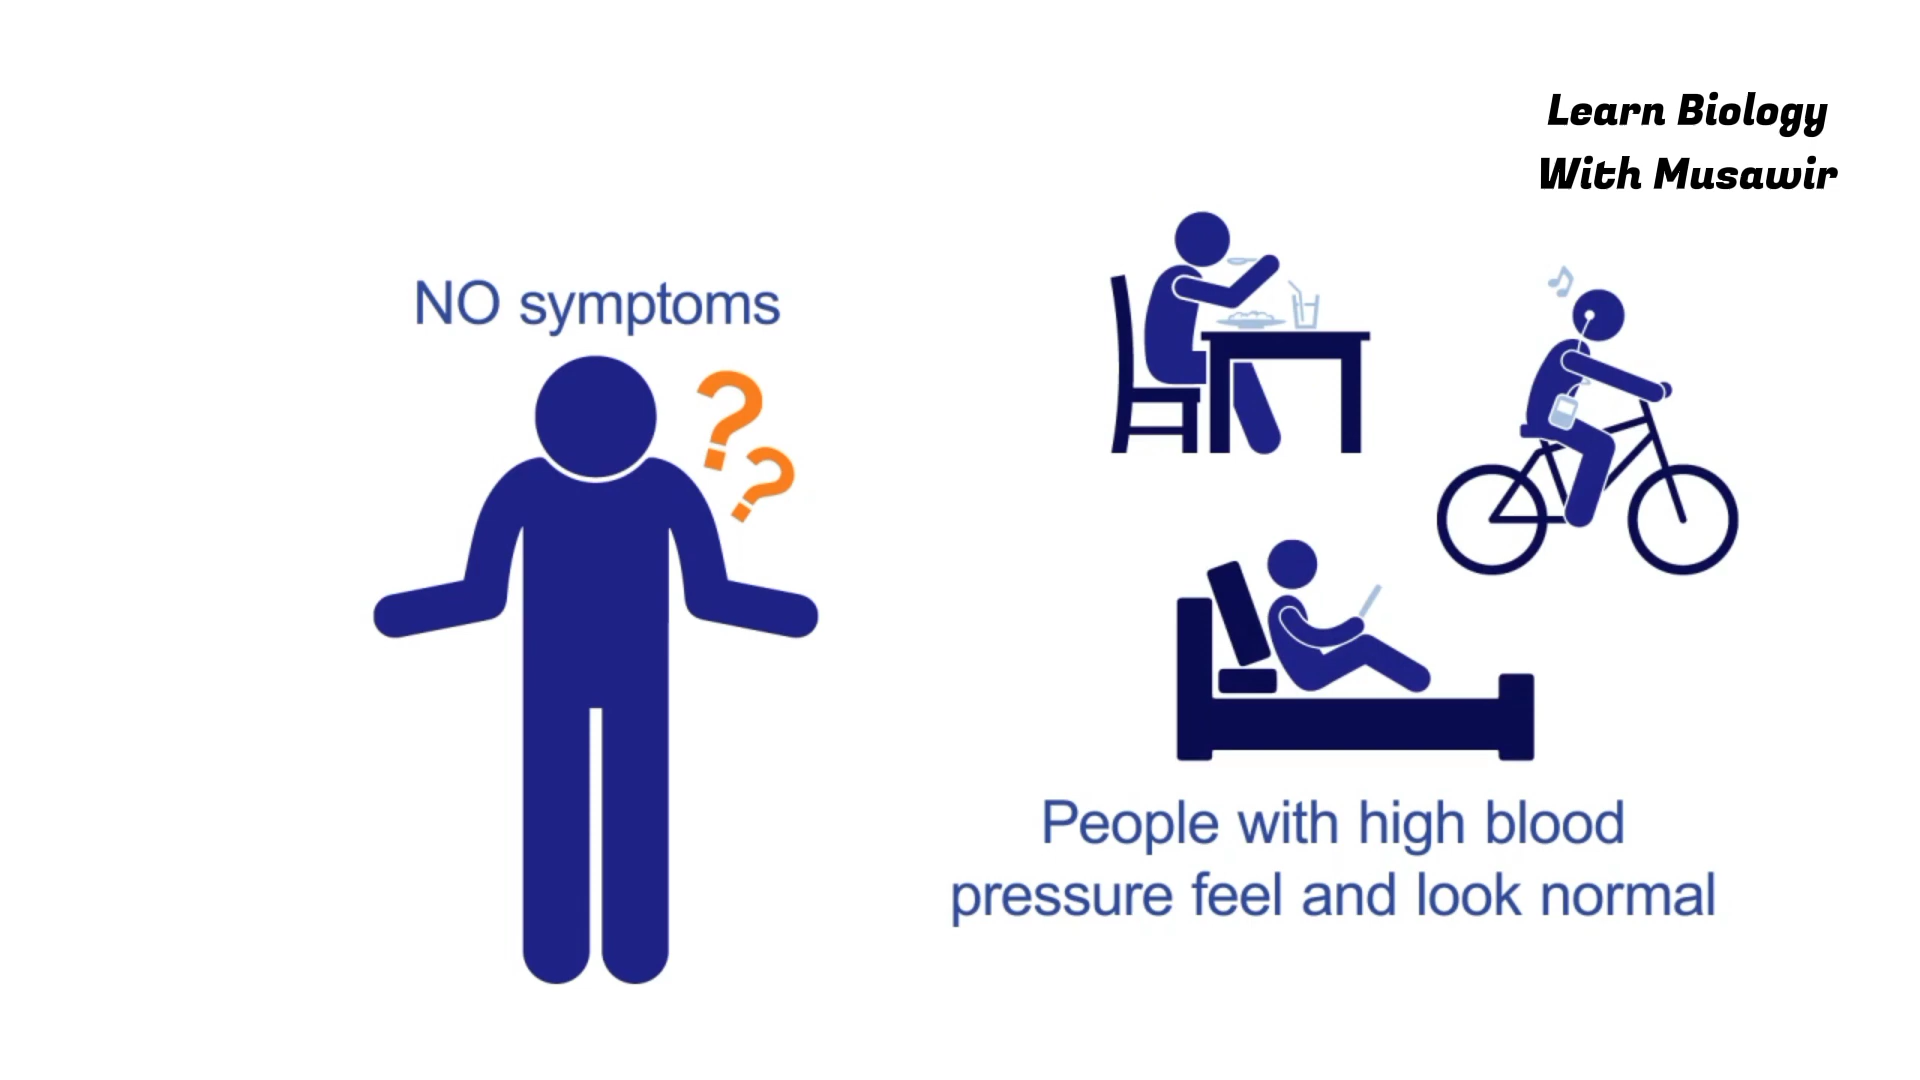 Learn Biology
With Musawir
NO symptoms
??
People with high blood
pressure feel and look normal